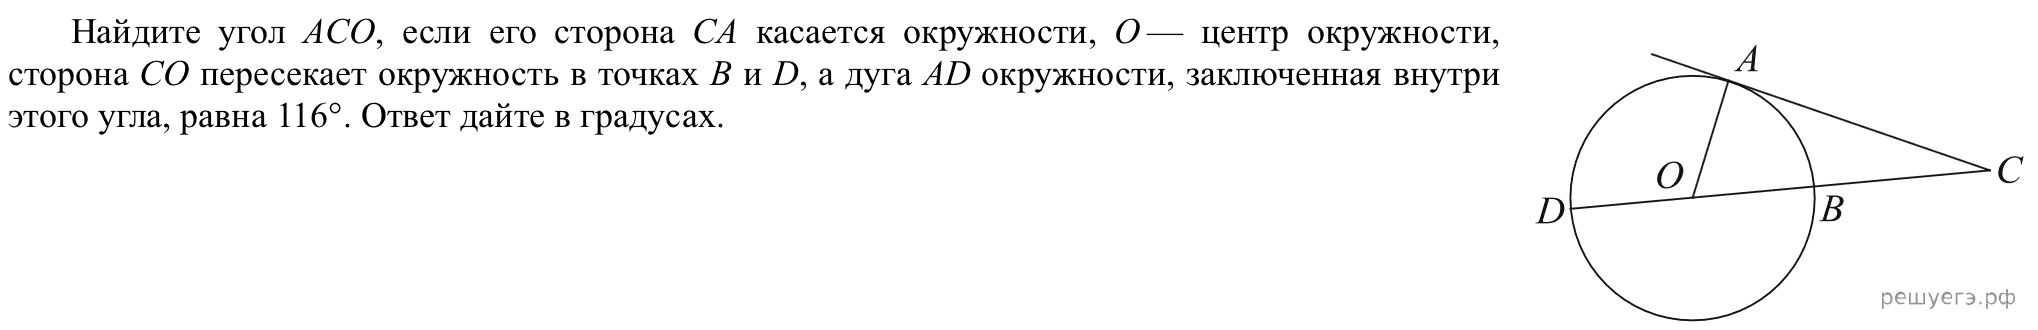 Найдите угол ACO, если его сторона CA касается окружности, O — центр окружности,
сторона CO пересекает окружность в точках B и D, а дуга AD окружности, заключенная внутри
этого угла, равна 116°. Ответ дайте в градусах.
A
O
C
D
B
решуегэ.рф